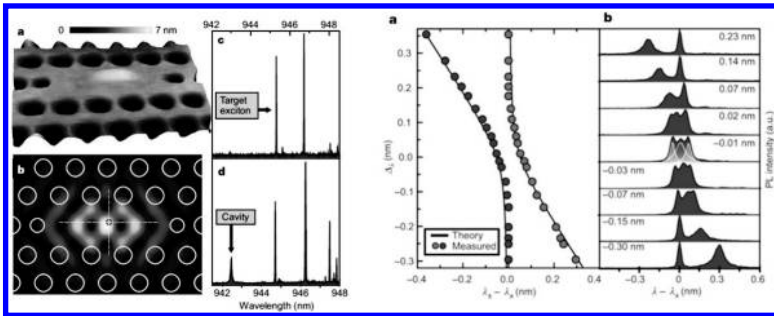 a
0
7 nm
b
942
944
946
948
c
Target
exciton
d
Cavity
942
944
946
948
Wavelength (nm)
a
0.3
0.2
0.1
0.0
−0.1
−0.2
−0.3
Theory
Measured
−0.4
−0.2
0.0
0.2
b
0.23 nm
0.14 nm
0.07 nm
0.02 nm
−0.01 nm
−0.03 nm
−0.07 nm
−0.15 nm
−0.30 nm
−0.6
−0.3
0
0.3
0.6
PL intensity (a.u.)